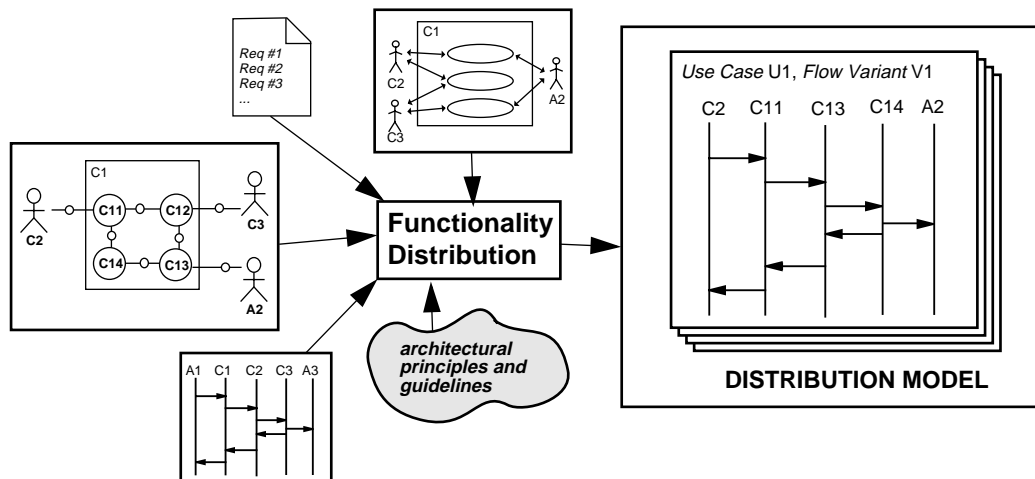 Req #1
Req #2
Req #3
...
C1
C2
C3
A2
C1
C11
C12
C14
C13
C2
C3
A2
Functionality
Distribution
A1 C1 C2 C3 A3
architectural
principles and
guidelines
Use Case U1, Flow Variant V1
C2 C11 C13 C14 A2
DISTRIBUTION MODEL